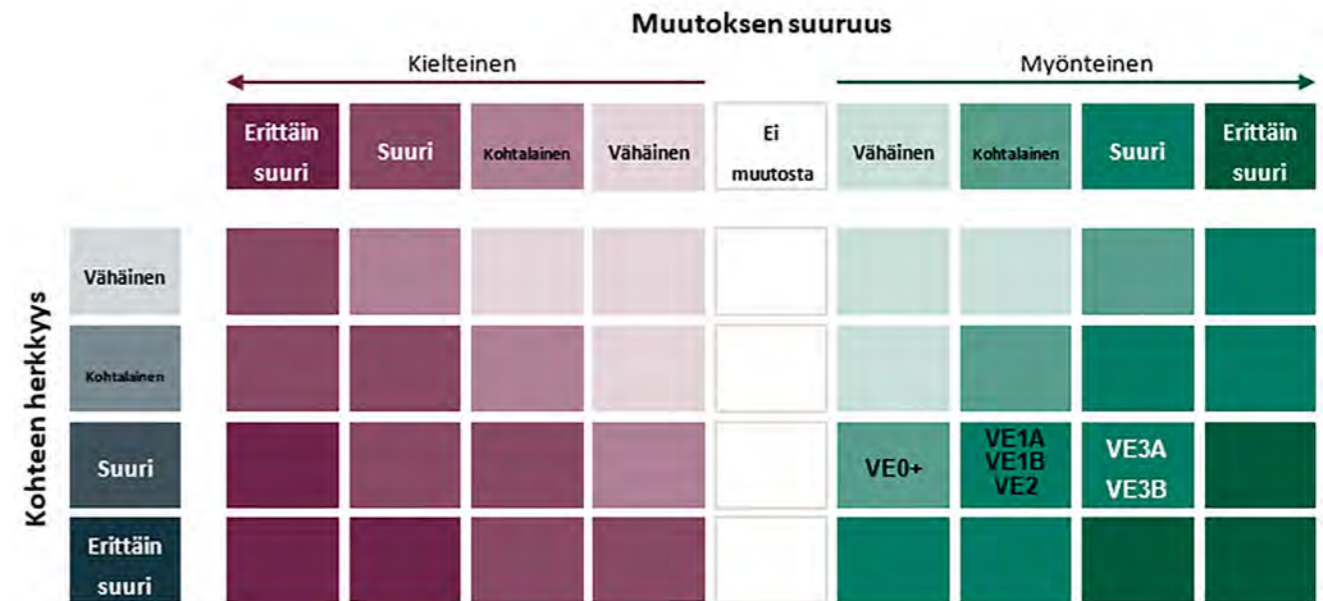 Muutoksen suuruus
Kielteinen
Myönteinen
Erittäin
suuri
Suuri
Kohtalainen
Vähäinen
Ei
muutosta
Vähäinen
Kohtalainen
Suuri
Erittäin
suuri
Kohteen herkkyys
Vähäinen
Kohtalainen
Suuri
VE0+
VE1A
VE1B
VE2
VE3A
VE3B
Erittäin
suuri